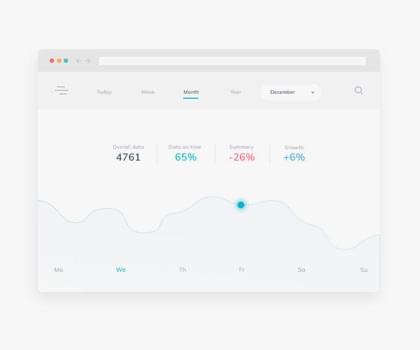 Today Week Month Year December
Overall data Data on time Summary Growth
4761 65% -26% +6%
Mo We Th Fr Sa Su